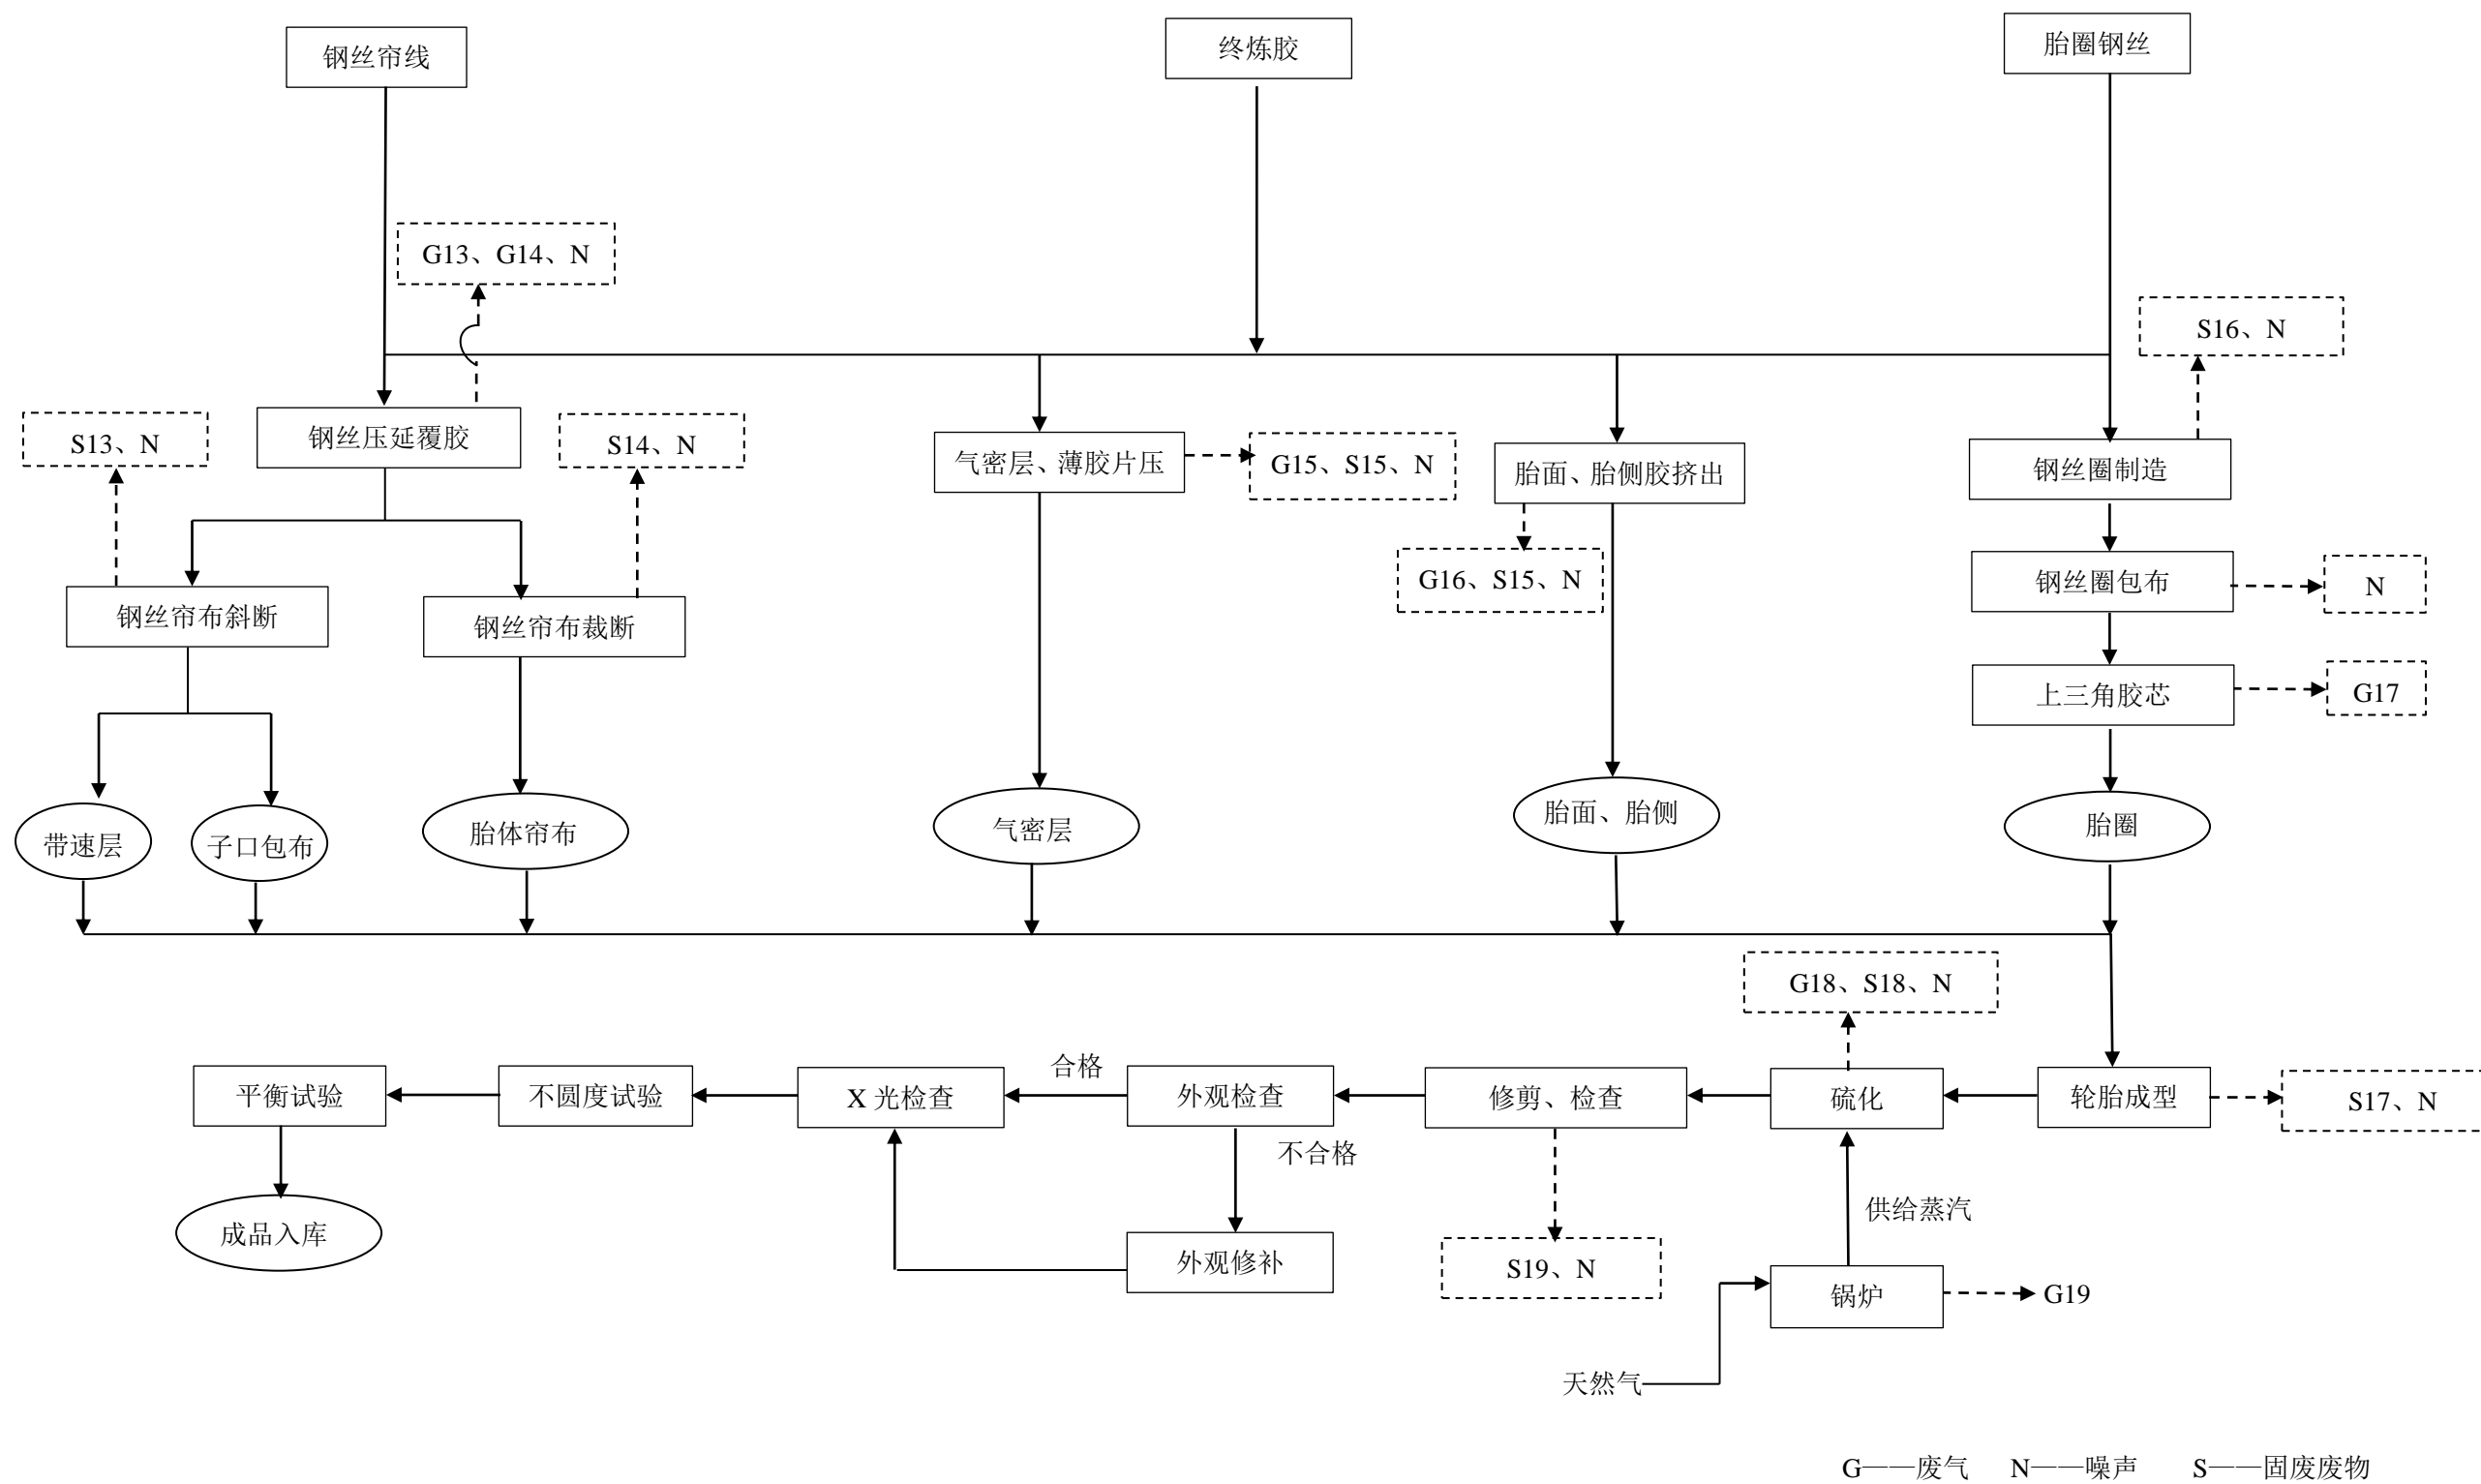 钢丝帘线
终炼胶
胎圈钢丝
G13、G14、N
S16、N
S13、N
钢丝压延覆胶
S14、N
气密层、薄胶片压
G15、S15、N
胎面、胎侧胶挤出
钢丝圈制造
G16、S15、N
钢丝圈包布
N
钢丝帘布斜断
钢丝帘布裁断
上三角胶芯
G17
带速层
子口包布
胎体帘布
气密层
胎面、胎侧
胎圈
G18、S18、N
平衡试验
不圆度试验
X 光检查
合格
外观检查
修剪、检查
硫化
轮胎成型
S17、N
不合格
供给蒸汽
成品入库
外观修补
S19、N
锅炉
G19
天然气
G——废气 N——噪声 S——固废废物